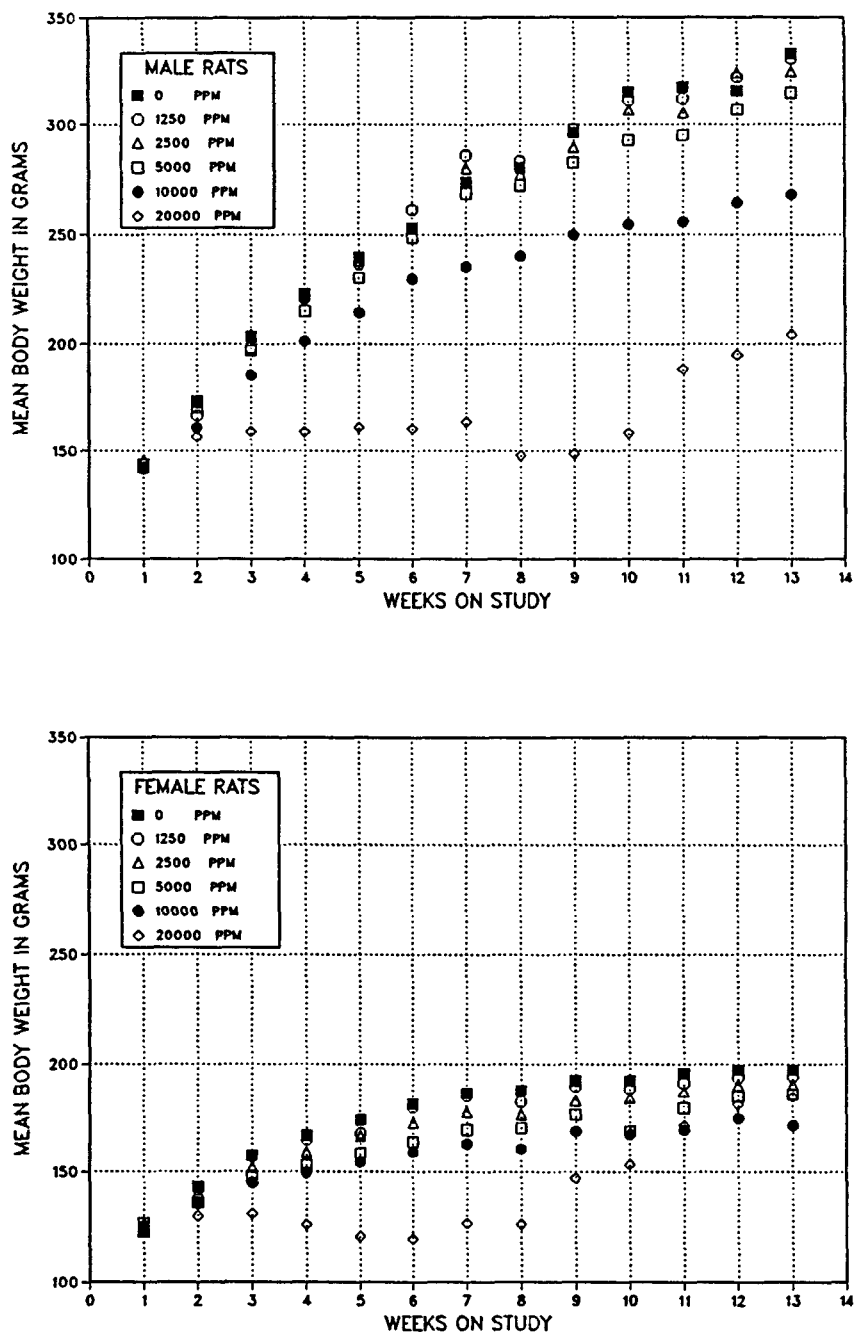 350
300
250
200
150
100
MEAN BODY WEIGHT IN GRAMS
MALE RATS
0 PPM
1250 PPM
2500 PPM
5000 PPM
10000 PPM
20000 PPM
0 1 2 3 4 5 6 7 8 9 10 11 12 13 14
WEEKS ON STUDY
350
300
250
200
150
100
MEAN BODY WEIGHT IN GRAMS
FEMALE RATS
0 PPM
1250 PPM
2500 PPM
5000 PPM
10000 PPM
20000 PPM
0 1 2 3 4 5 6 7 8 9 10 11 12 13 14
WEEKS ON STUDY